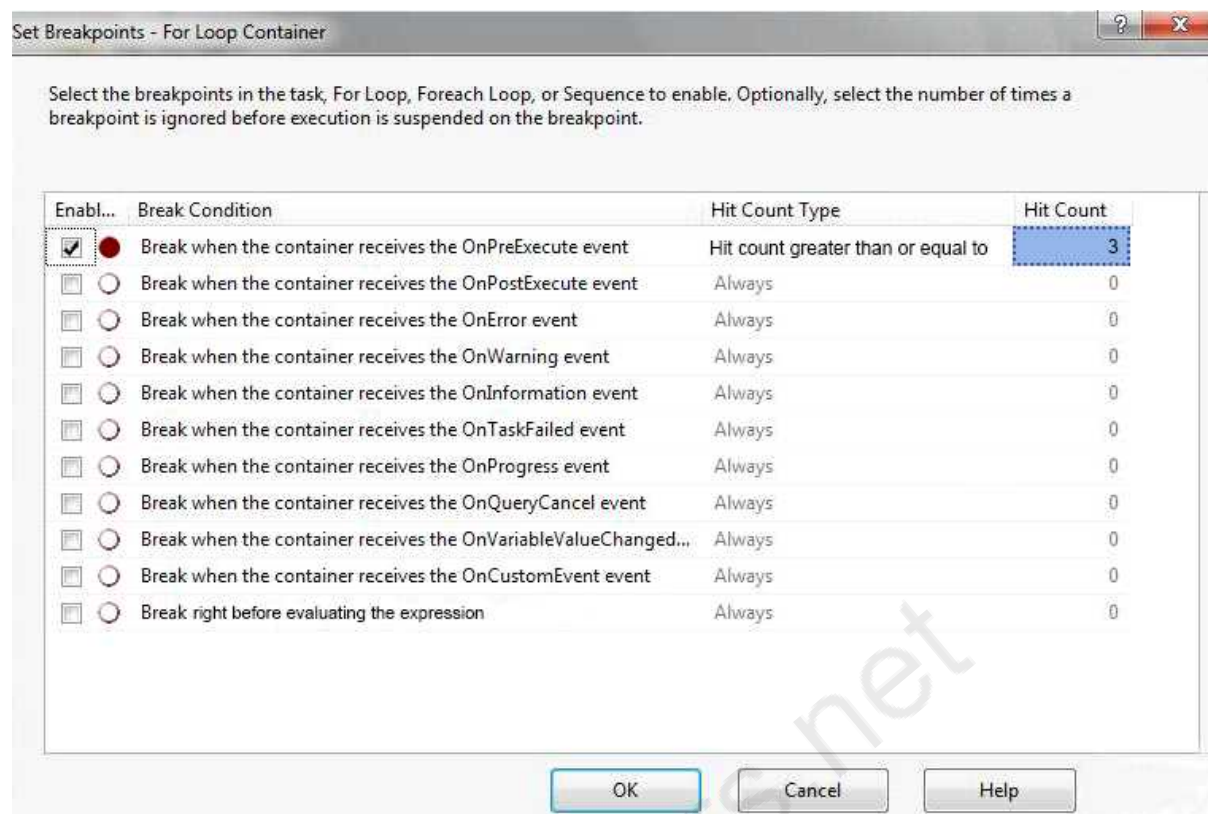 Set Breakpoints - For Loop Container
?
X
Select the breakpoints in the task, For Loop, Foreach Loop, or Sequence to enable. Optionally, select the number of times a
breakpoint is ignored before execution is suspended on the breakpoint.
Enabl... Break Condition Hit Count Type Hit Count
Break when the container receives the OnPreExecute event Hit count greater than or equal to 3
Break when the container receives the OnPostExecute event Always 0
Break when the container receives the OnError event Always 0
Break when the container receives the OnWarning event Always 0
Break when the container receives the OnInformation event Always 0
Break when the container receives the OnTaskFailed event Always 0
Break when the container receives the OnProgress event Always 0
Break when the container receives the OnQueryCancel event Always 0
Break when the container receives the OnVariableValueChanged... Always 0
Break when the container receives the OnCustomEvent event Always 0
Break right before evaluating the expression Always 0
OK Cancel Help